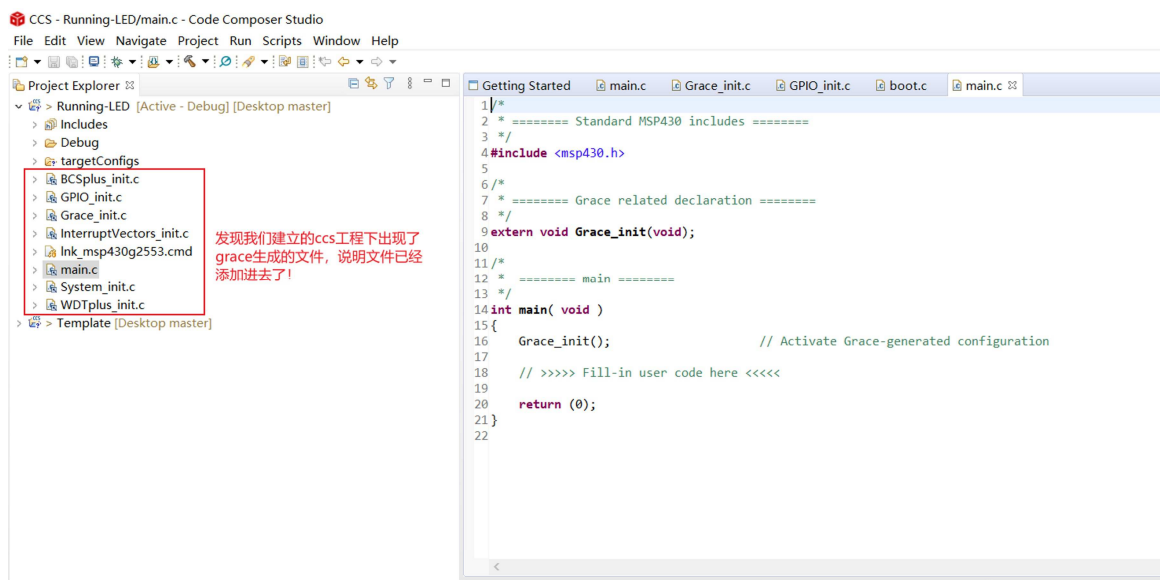 CCS - Running-LED/main.c - Code Composer Studio
File Edit View Navigate Project Run Scripts Window Help
Project Explorer
> Running-LED [Active - Debug] [Desktop master]
Includes
Debug
targetConfigs
BCSplus_init.c
GPIO_init.c
Grace_init.c
InterruptVectors_init.c
lnk_msp430g2553.cmd
main.c
System_init.c
WDTplus_init.c
> Template [Desktop master]
发现我们建立的ccs工程下出现了
grace生成的文件，说明文件已经
添加进去了！
Getting Started main.c Grace_init.c GPIO_init.c boot.c main.c
1 /*
2 * ======== Standard MSP430 includes ========
3 */
4 #include <msp430.h>
5
6 /*
7 * ======== Grace related declaration ========
8 */
9 extern void Grace_init(void);
10
11 /*
12 * ======== main ========
13 */
14 int main( void )
15 {
16 Grace_init(); // Activate Grace-generated configuration
17
18 // >>>>> Fill-in user code here <<<<<
19
20 return (0);
21 }
22